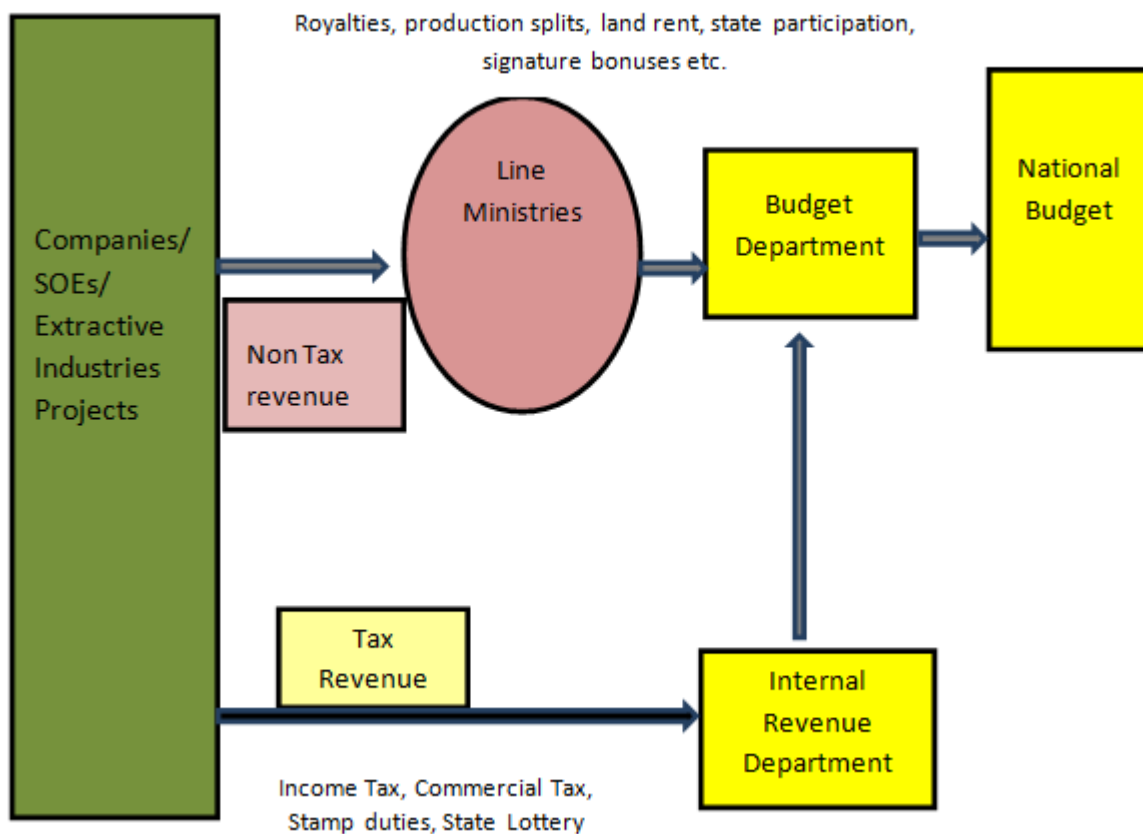 Royalties, production splits, land rent, state participation,
signature bonuses etc.
Companies/
SOEs/
Extractive
Industries
Projects
Non Tax
revenue
Line
Ministries
Budget
Department
National
Budget
Tax
Revenue
Internal
Revenue
Department
Income Tax, Commercial Tax,
Stamp duties, State Lottery